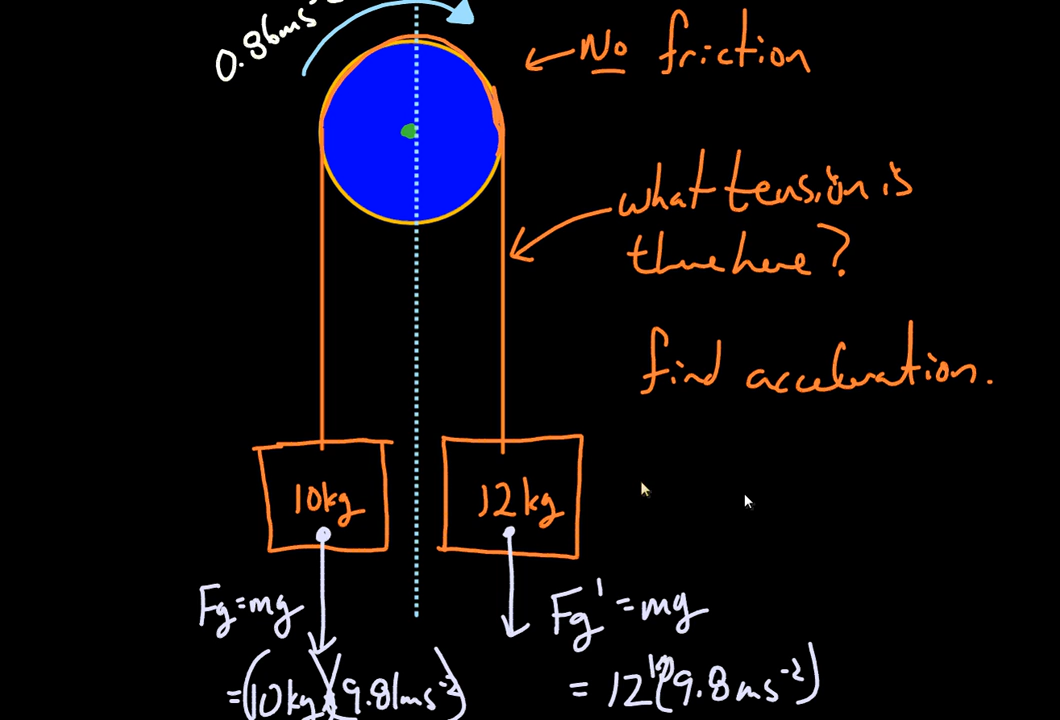 0.86ms⁻²
← No friction
what tension is
there here?
find acceleration.
10kg
12kg
Fg=mg
Fg'=mg
=(10kg)(9.81ms⁻²)
= 12kg(9.8ms⁻²)